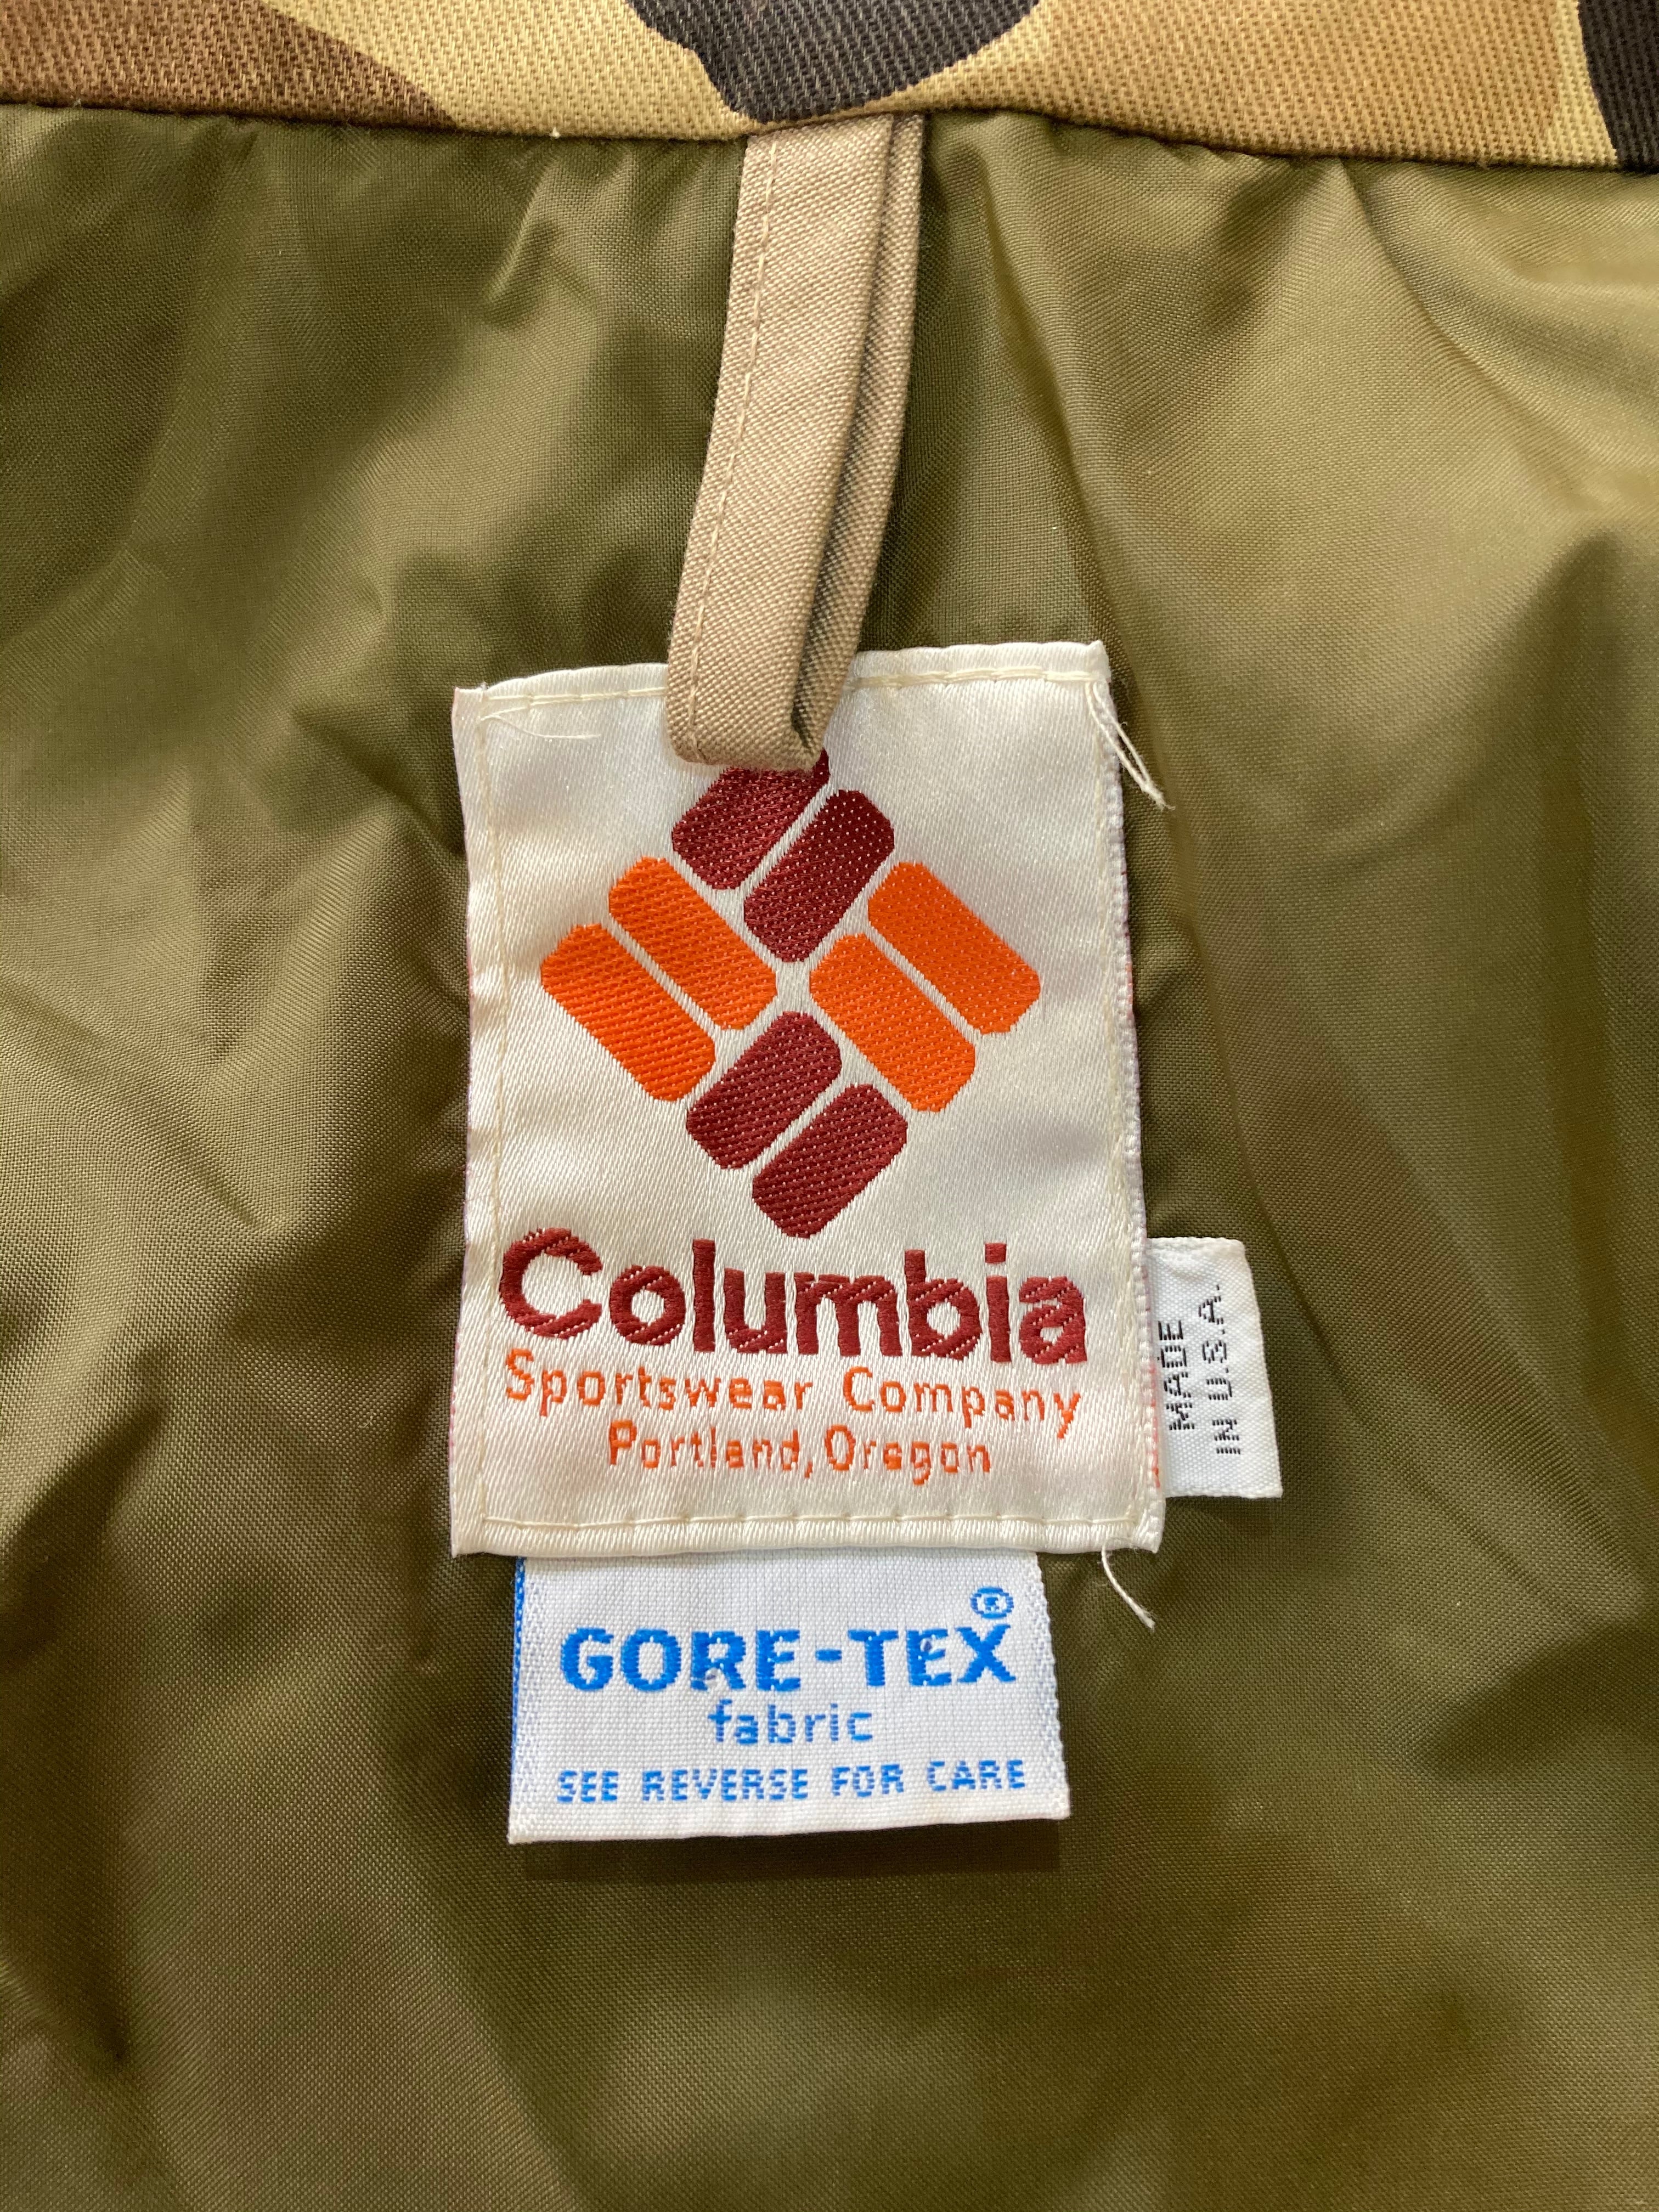 Columbia
Sportswear Company
Portland, Oregon
MADE
IN U.S.A.
GORE-TEX®
fabric
SEE REVERSE FOR CARE